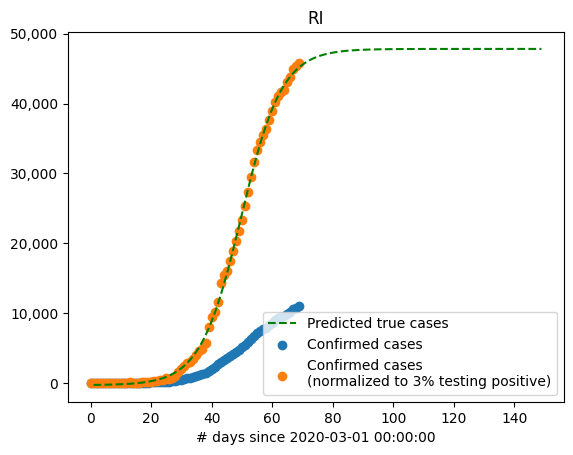 RI
50,000
40,000
30,000
20,000
10,000
0
Predicted true cases
Confirmed cases
Confirmed cases
(normalized to 3% testing positive)
0 20 40 60 80 100 120 140
# days since 2020-03-01 00:00:00